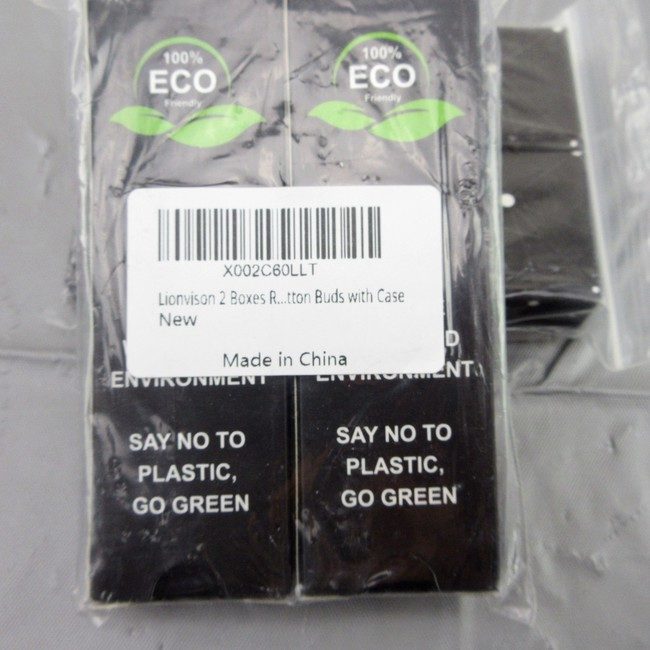 100%
ECO
Friendly
100%
ECO
Friendly
X002C60LLT
Lionvison 2 Boxes R...tton Buds with Case
New
Made in China
D
ENVIRONMENT
ENVIRONMENT
SAY NO TO
PLASTIC,
GO GREEN
SAY NO TO
PLASTIC,
GO GREEN